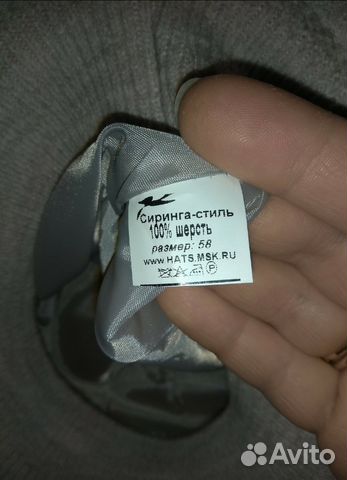 Сиринга-стиль
100% шерсть
размер: 58
www.HATS.MSK.RU
P
Avito